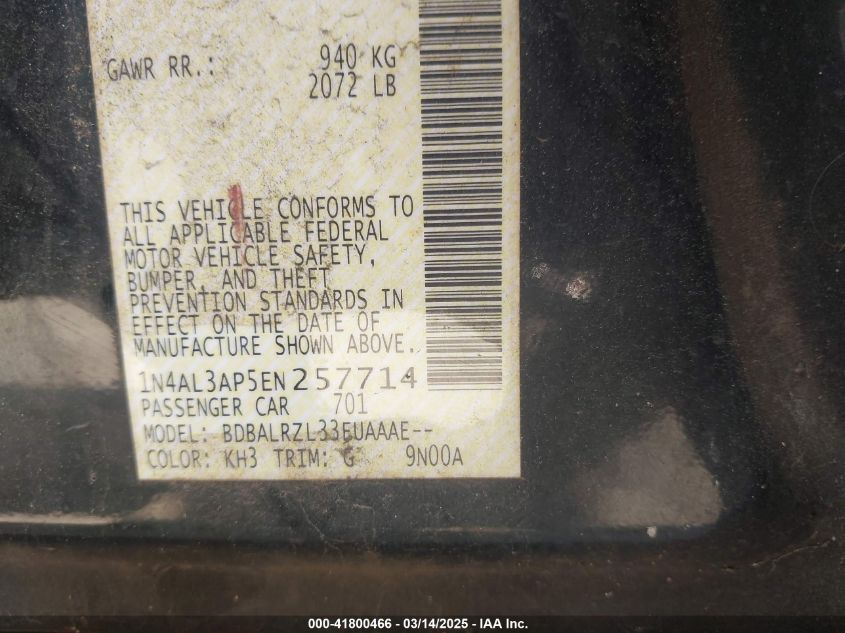 GAWR RR.: 940 KG
2072 LB
THIS VEHICLE CONFORMS TO
ALL APPLICABLE FEDERAL
MOTOR VEHICLE SAFETY,
BUMPER, AND THEFT
PREVENTION STANDARDS IN
EFFECT ON THE DATE OF
MANUFACTURE SHOWN ABOVE.
1N4AL3AP5EN257714
PASSENGER CAR 701
MODEL: BDBALRZL33EUAAAE--
COLOR: KH3 TRIM: G 9N00A
000-41800466 - 03/14/2025 - IAA Inc.